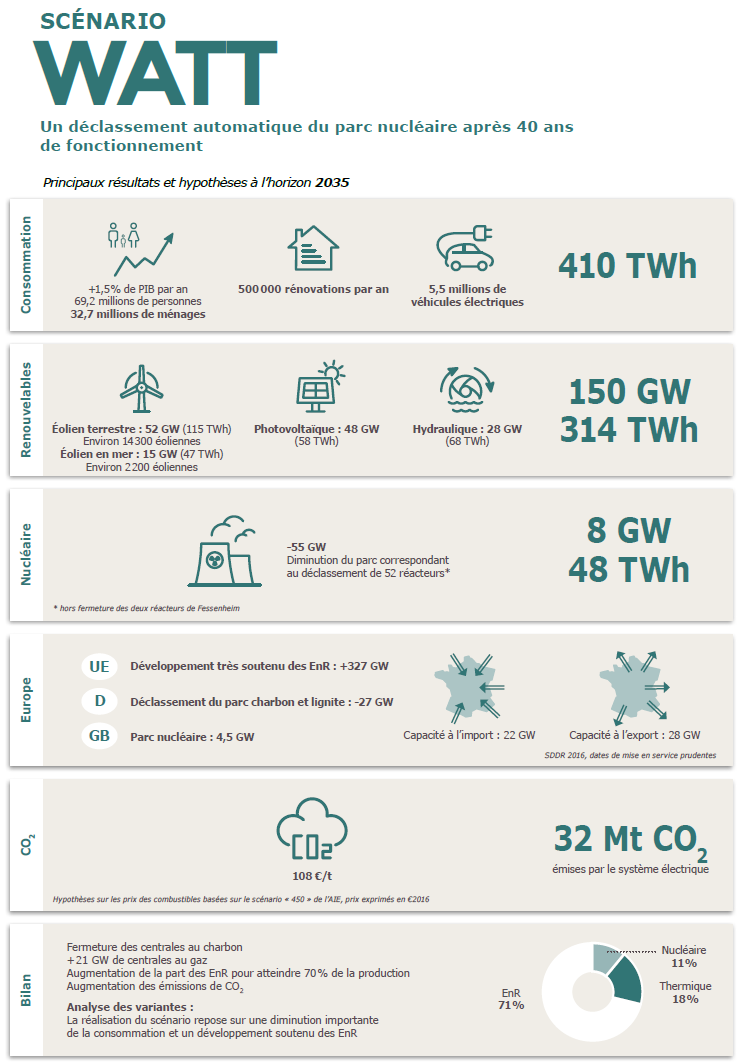 SCÉNARIO
WATT
Un déclassement automatique du parc nucléaire après 40 ans
de fonctionnement
Principaux résultats et hypothèses à l'horizon 2035
Consommation
+1,5% de PIB par an
69,2 millions de personnes
32,7 millions de ménages
500 000 rénovations par an
5,5 millions de
véhicules électriques
410 TWh
Renouvelables
Éolien terrestre : 52 GW (115 TWh)
Environ 14 300 éoliennes
Éolien en mer : 15 GW (47 TWh)
Environ 2 200 éoliennes
Photovoltaïque : 48 GW
(58 TWh)
Hydraulique : 28 GW
(68 TWh)
150 GW
314 TWh
Nucléaire
-55 GW
Diminution du parc correspondant
au déclassement de 52 réacteurs*
8 GW
48 TWh
* hors fermeture des deux réacteurs de Fessenheim
Europe
UE
Développement très soutenu des EnR : +327 GW
D
Déclassement du parc charbon et lignite : -27 GW
GB
Parc nucléaire : 4,5 GW
Capacité à l'import : 22 GW
Capacité à l'export : 28 GW
SDDR 2016, dates de mise en service prudentes
CO2
CO2
108 €/t
32 Mt CO2
émises par le système électrique
Hypothèses sur les prix des combustibles basées sur le scénario « 450 » de l'AIE, prix exprimés en €2016
Bilan
Fermeture des centrales au charbon
+21 GW de centrales au gaz
Augmentation de la part des EnR pour atteindre 70 % de la production
Augmentation des émissions de CO2
Analyse des variantes :
La réalisation du scénario repose sur une diminution importante
de la consommation et un développement soutenu des EnR
EnR
71%
Nucléaire
11%
Thermique
18%